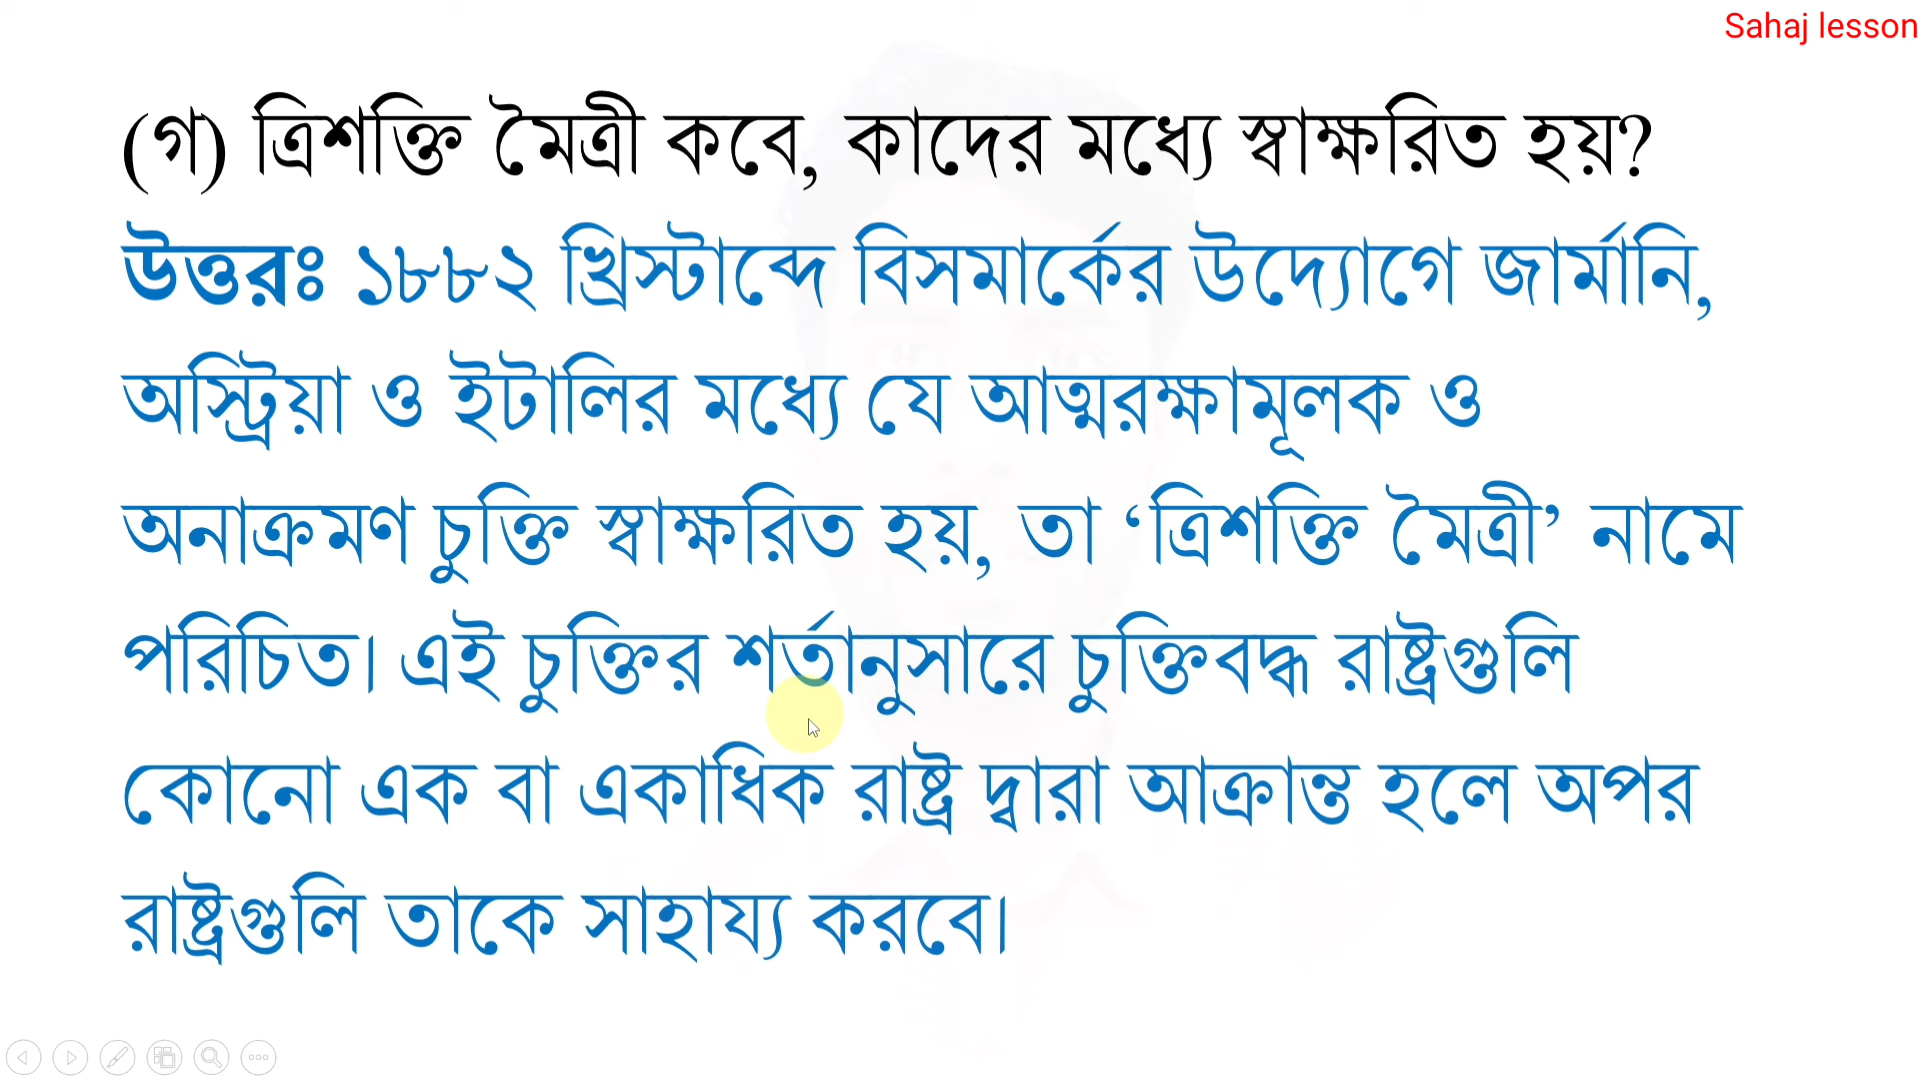 Sahaj lesson
(গ) ত্রিশক্তি মৈত্রী কবে, কাদের মধ্যে স্বাক্ষরিত হয়?
উত্তরঃ ১৮৮২ খ্রিস্টাব্দে বিসমার্কের উদ্যোগে জার্মানি,
অস্ট্রিয়া ও ইটালির মধ্যে যে আত্মরক্ষামূলক ও
অনাক্রমণ চুক্তি স্বাক্ষরিত হয়, তা ‘ত্রিশক্তি মৈত্রী’ নামে
পরিচিত। এই চুক্তির শর্তানুসারে চুক্তিবদ্ধ রাষ্ট্রগুলি
কোনো এক বা একাধিক রাষ্ট্র দ্বারা আক্রান্ত হলে অপর
রাষ্ট্রগুলি তাকে সাহায্য করবে।